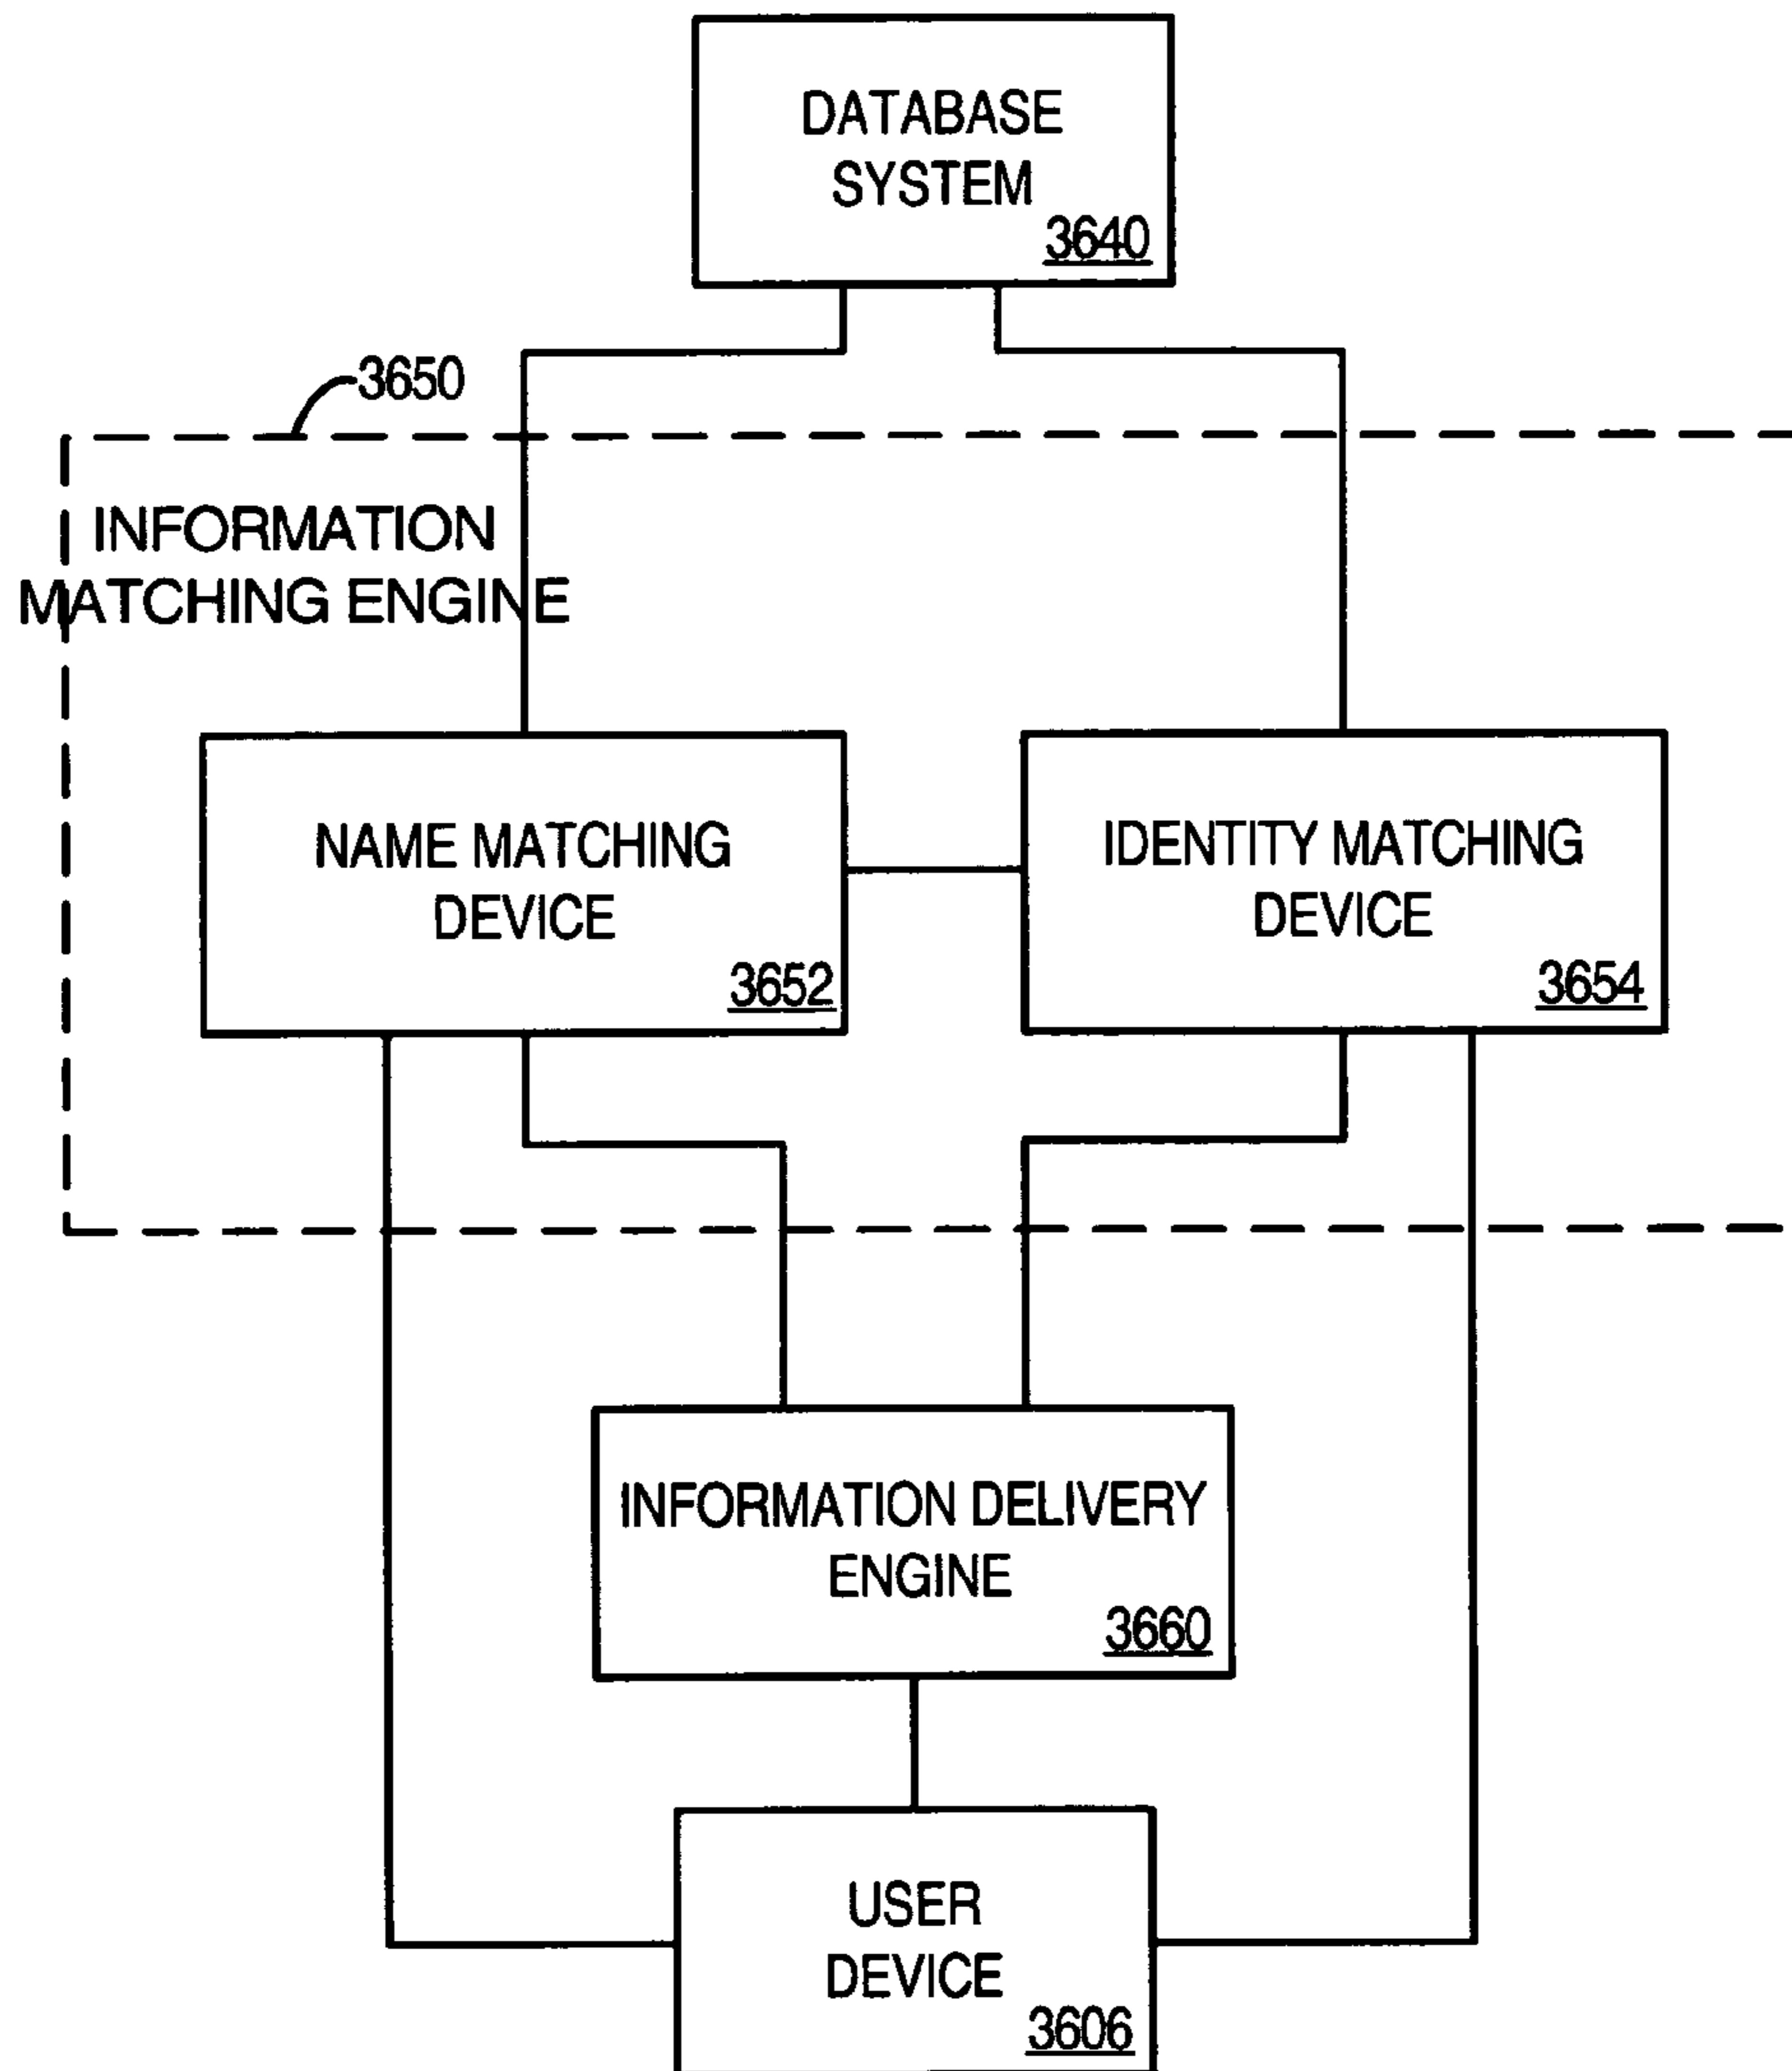 DATABASE
SYSTEM
3640
3650
INFORMATION
MATCHING ENGINE
NAME MATCHING
DEVICE
3652
IDENTITY MATCHING
DEVICE
3654
INFORMATION DELIVERY
ENGINE
3660
USER
DEVICE
3606